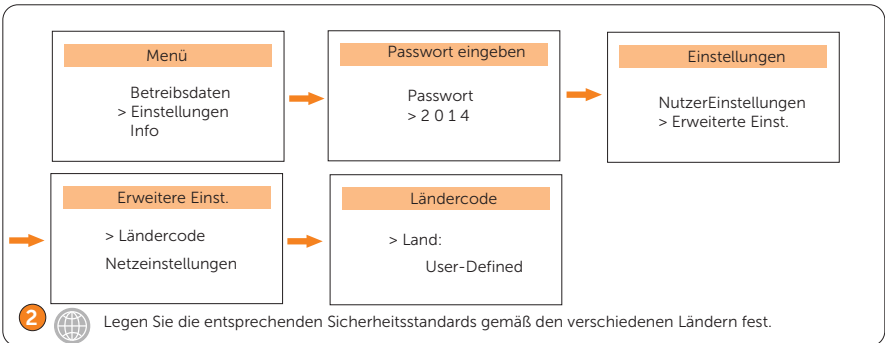 Menü
Betreibsdaten
> Einstellungen
Info
Passwort eingeben
Passwort
> 2 0 1 4
Einstellungen
NutzerEinstellungen
> Erweiterte Einst.
Erweitere Einst.
> Ländercode
Netzeinstellungen
Ländercode
> Land:
User-Defined
2 Legen Sie die entsprechenden Sicherheitsstandards gemäß den verschiedenen Ländern fest.